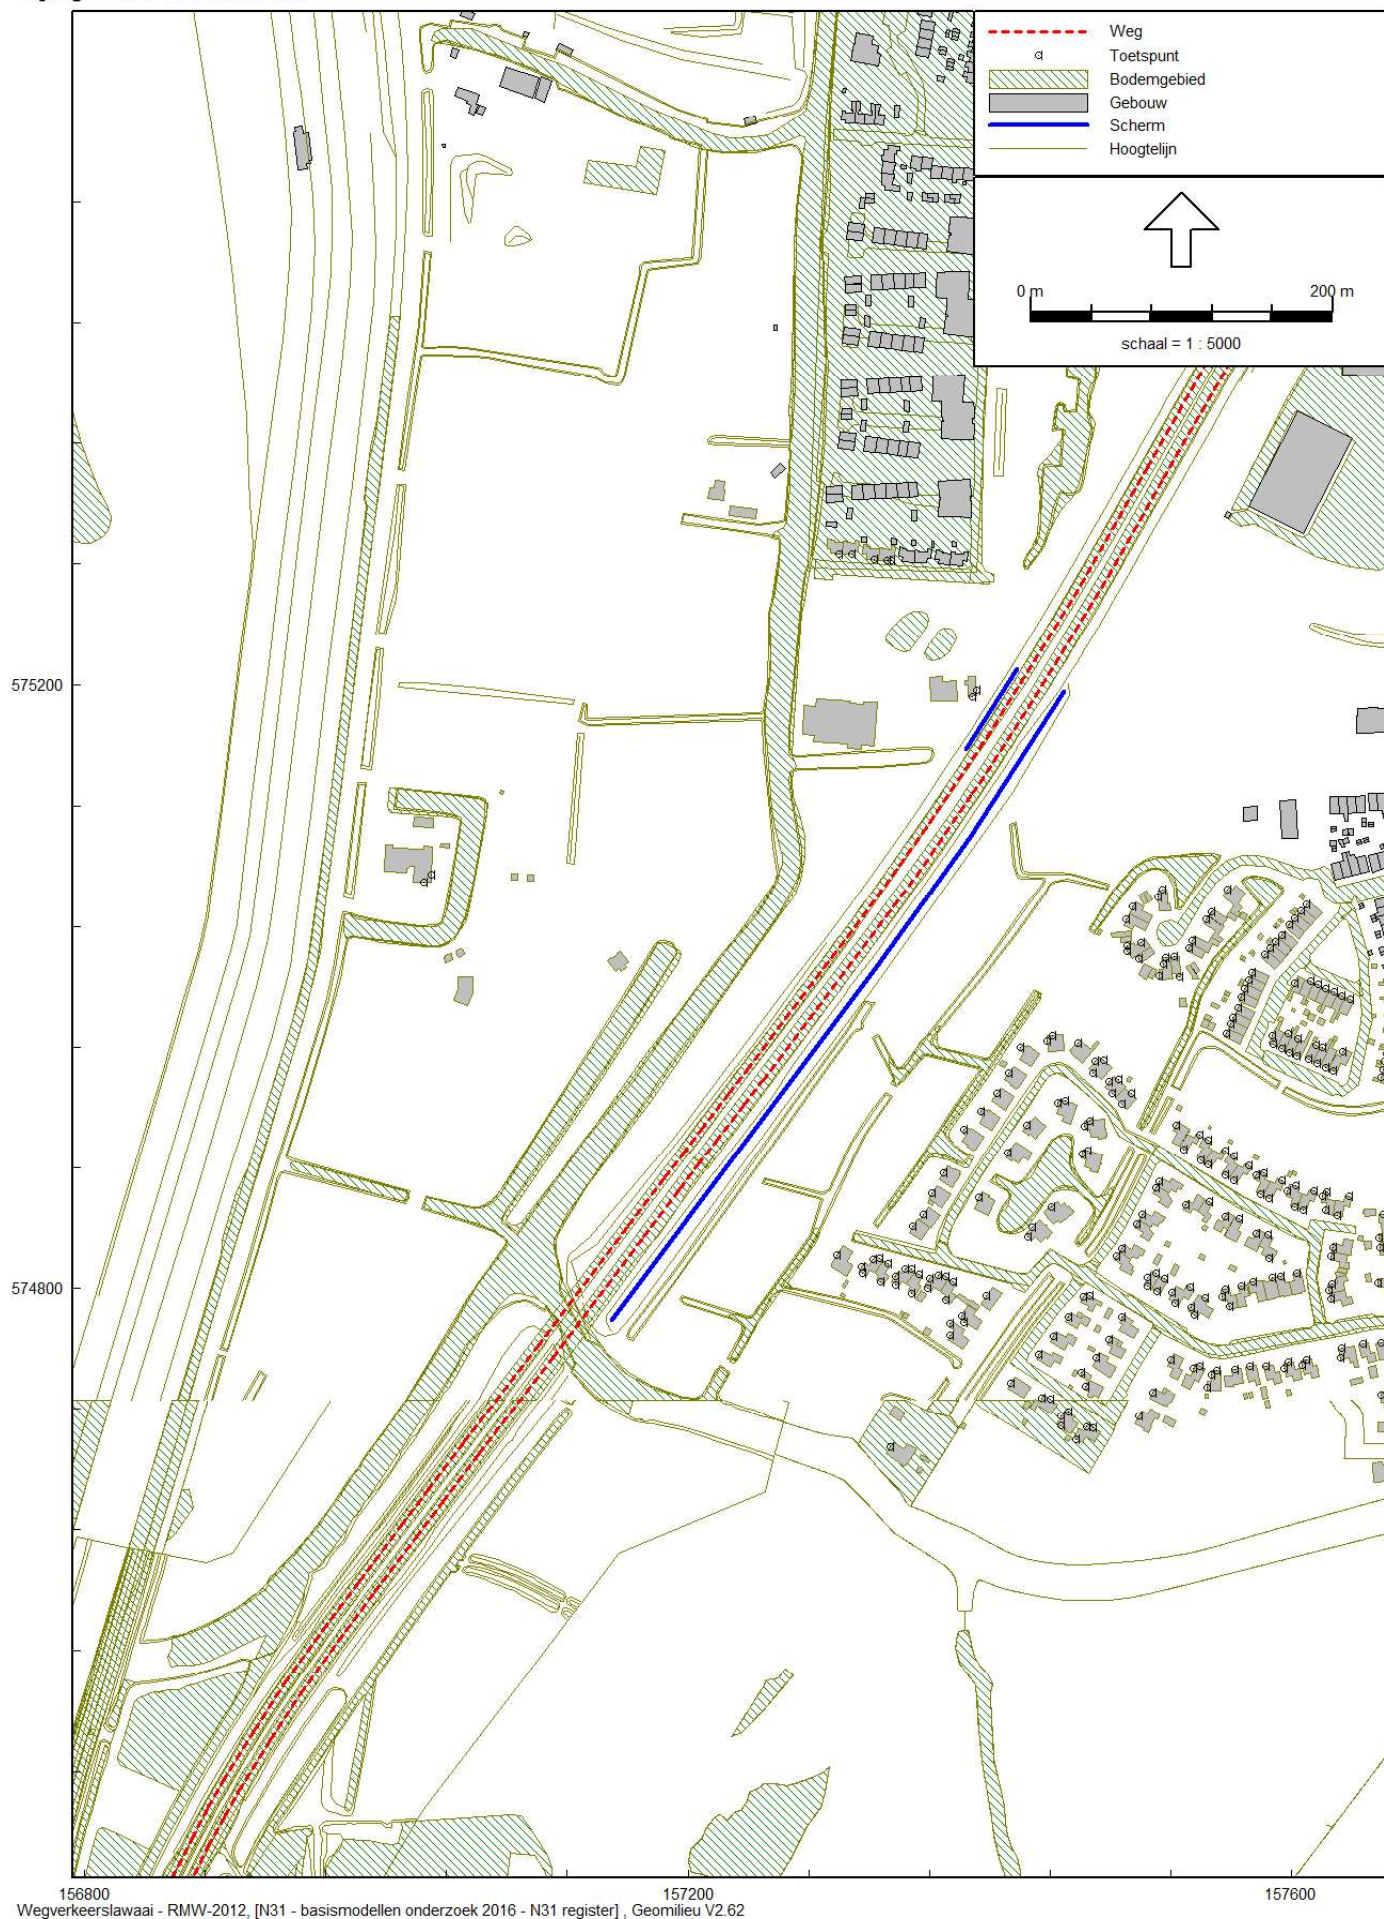 Weg
Toetspunt
Bodemgebied
Gebouw
Scherm
Hoogtelijn
0 m 200 m
schaal = 1 : 5000
575200
574800
156800 157200 157600
Wegverkeerslawaai - RMW-2012, [N31 - basismodellen onderzoek 2016 - N31 register] , Geomilieu V2.62